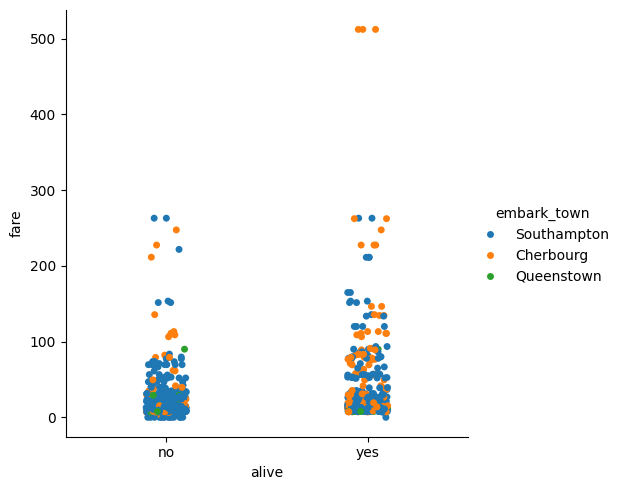 500
400
300
200
100
0
fare
no
yes
alive
embark_town
Southampton
Cherbourg
Queenstown